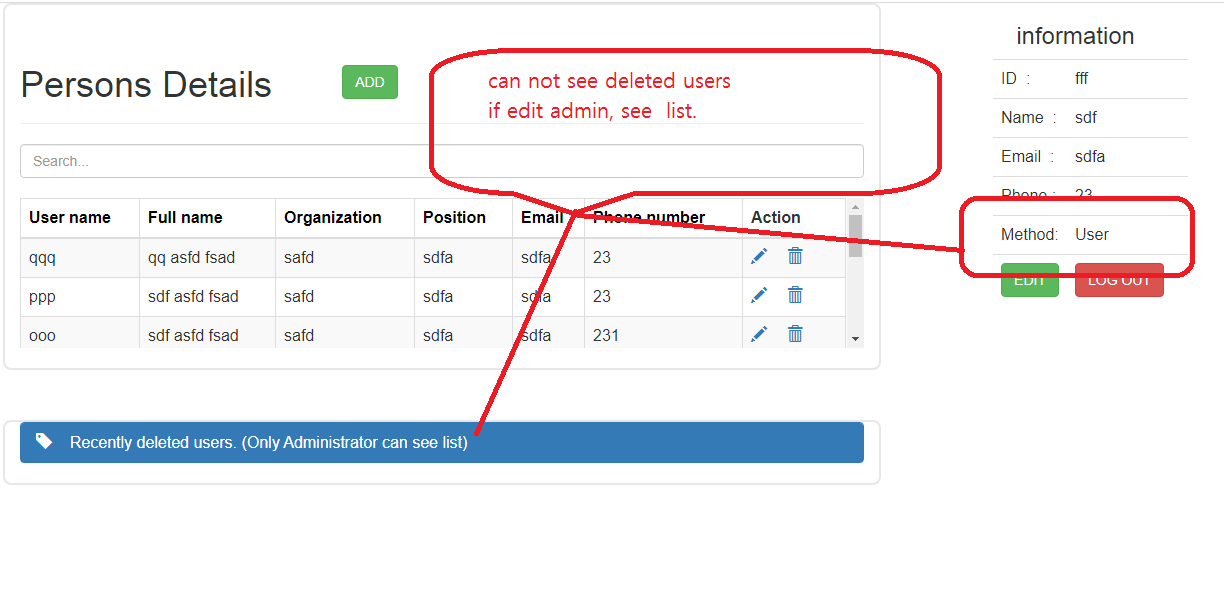 information
can not see deleted users
if edit admin, see list.
Persons Details
ADD
ID : fff
Name : sdf
Email : sdfa
Phone : 23
Method: User
EDIT LOG OUT
Search...
User name Full name Organization Position Email Phone number Action
qqq qq asfd fsad safd sdfa sdfa 23
ppp sdf asfd fsad safd sdfa sdfa 23
ooo sdf asfd fsad safd sdfa sdfa 231
Recently deleted users. (Only Administrator can see list)